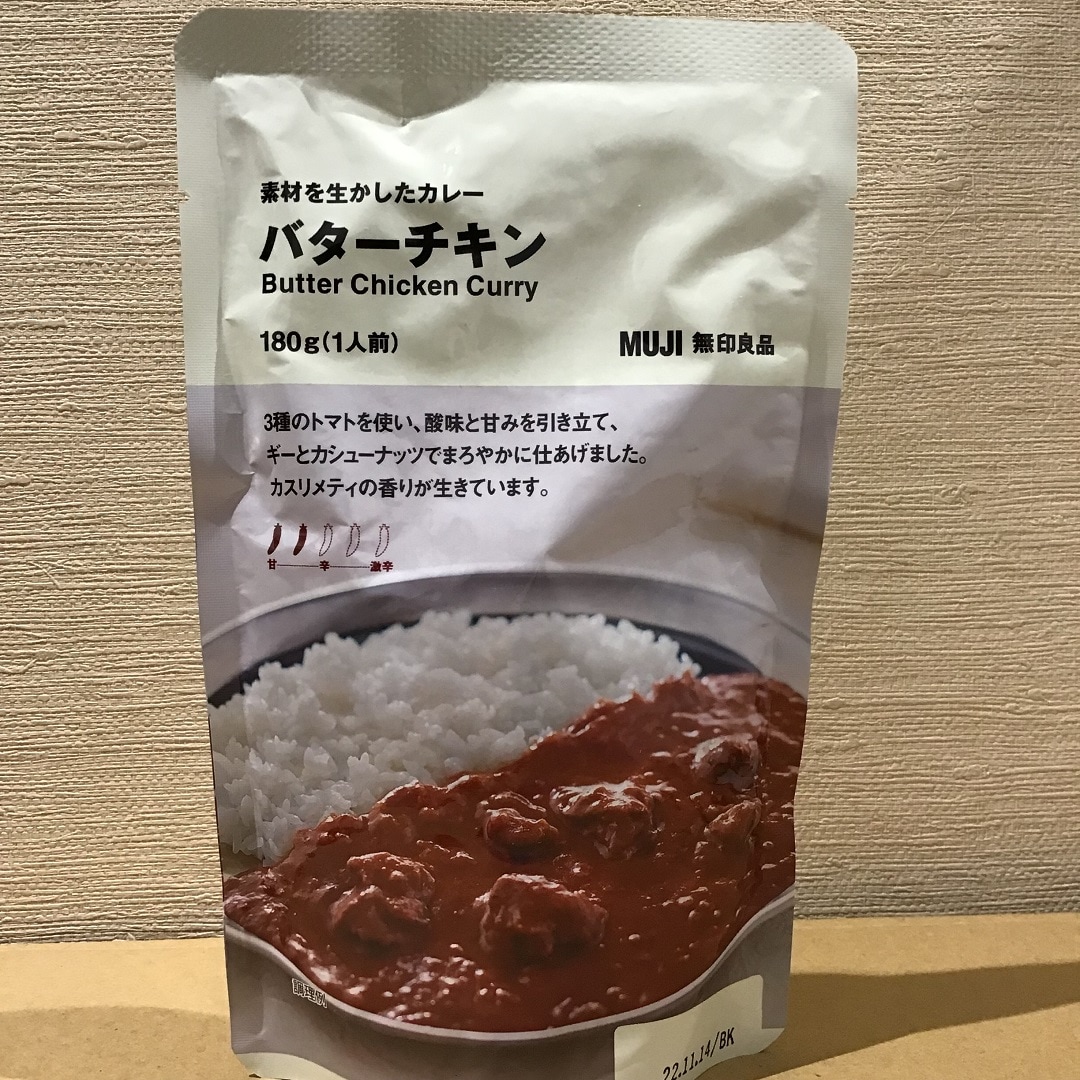 素材を生かしたカレー
バターチキン
Butter Chicken Curry
180g(1人前)
MUJI 無印良品
3種のトマトを使い、酸味と甘みを引き立て、
ギーとカシューナッツでまろやかに仕あげました。
カスリメティの香りが生きています。
甘 辛 激辛
調理例
22.11.14/BK